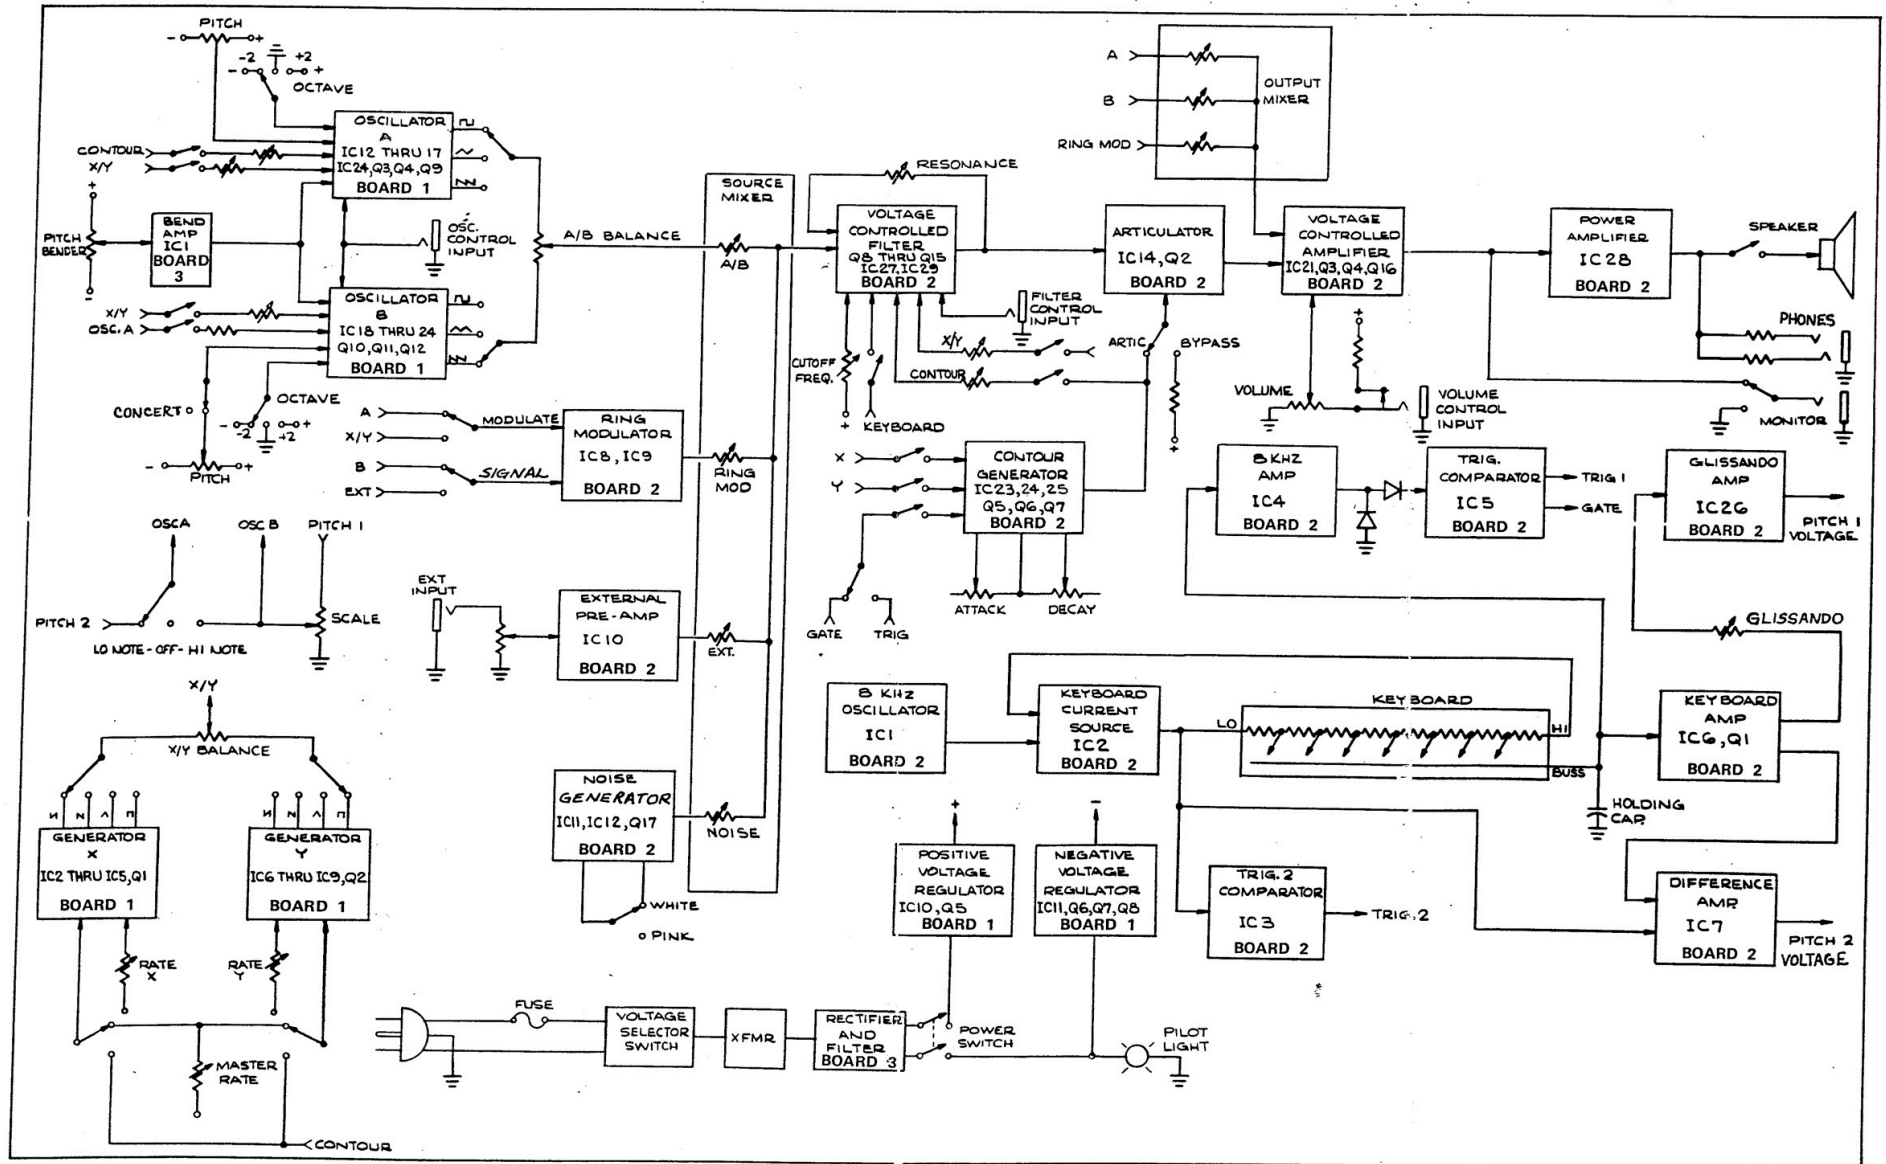 PITCH
- +
-2 +2
- +
OCTAVE
OSCILLATOR
A
IC12 THRU 17
IC24,Q3,Q4,Q9
BOARD 1
CONTOUR
X/Y
+
PITCH
BENDER
-
BEND
AMP
IC1
BOARD
3
OSC.
CONTROL
INPUT
X/Y
OSC.A
OSCILLATOR
B
IC18 THRU 24
Q10,Q11,Q12
BOARD 1
CONCERT
OCTAVE
- +
-2 +2
- +
PITCH
A/B BALANCE
A/B
SOURCE
MIXER
A
X/Y
MODULATE
B
EXT
SIGNAL
RING
MODULATOR
IC8, IC9
BOARD 2
RING
MOD
OSCA
OSC B
PITCH 1
PITCH 2
SCALE
LO NOTE - OFF - HI NOTE
EXT
INPUT
EXTERNAL
PRE-AMP
IC10
BOARD 2
EXT.
X/Y
X/Y BALANCE
GENERATOR
X
IC2 THRU IC5,Q1
BOARD 1
GENERATOR
Y
IC6 THRU IC9,Q2
BOARD 1
RATE
X
RATE
Y
MASTER
RATE
CONTOUR
NOISE
GENERATOR
IC11,IC12,Q17
BOARD 2
NOISE
WHITE
PINK
FUSE
VOLTAGE
SELECTOR
SWITCH
XFMR
RECTIFIER
AND
FILTER
BOARD 3
POWER
SWITCH
PILOT
LIGHT
+
POSITIVE
VOLTAGE
REGULATOR
IC10,Q5
BOARD 1
-
NEGATIVE
VOLTAGE
REGULATOR
IC11,Q6,Q7,Q8
BOARD 1
RESONANCE
VOLTAGE
CONTROLLED
FILTER
Q8 THRU Q15
IC27,IC29
BOARD 2
FILTER
CONTROL
INPUT
CUTOFF
FREQ.
+
KEYBOARD
X/Y
CONTOUR
ARTICULATOR
IC14,Q2
BOARD 2
ARTIC
BYPASS
+
A
B
RING MOD
OUTPUT
MIXER
VOLTAGE
CONTROLLED
AMPLIFIER
IC21,Q3,Q4,Q16
BOARD 2
VOLUME
+
VOLUME
CONTROL
INPUT
POWER
AMPLIFIER
IC28
BOARD 2
SPEAKER
PHONES
MONITOR
X
Y
CONTOUR
GENERATOR
IC23,24,25
Q5,Q6,Q7
BOARD 2
GATE
TRIG
ATTACK
DECAY
8 KHZ
AMP
IC4
BOARD 2
TRIG.
COMPARATOR
IC5
BOARD 2
TRIG 1
GATE
GLISSANDO
AMP
IC26
BOARD 2
PITCH 1
VOLTAGE
GLISSANDO
8 KHZ
OSCILLATOR
IC1
BOARD 2
KEYBOARD
CURRENT
SOURCE
IC2
BOARD 2
KEYBOARD
LO
HI
BUSS
HOLDING
CAP.
KEYBOARD
AMP
IC6,Q1
BOARD 2
TRIG.2
COMPARATOR
IC3
BOARD 2
TRIG.2
DIFFERENCE
AMP.
IC7
BOARD 2
PITCH 2
VOLTAGE